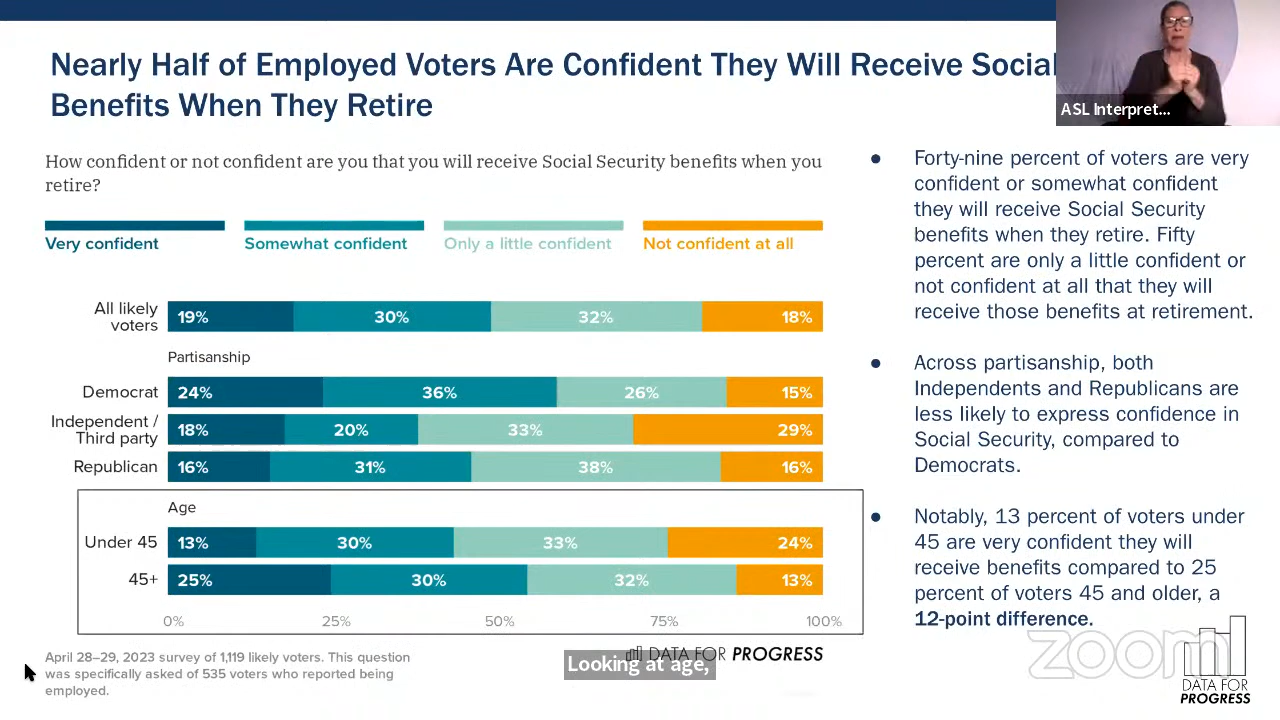 Nearly Half of Employed Voters Are Confident They Will Receive Social
Benefits When They Retire
ASL Interpret...
How confident or not confident are you that you will receive Social Security benefits when you
retire?
Very confident
Somewhat confident
Only a little confident
Not confident at all
All likely
voters
19%
30%
32%
18%
Partisanship
Democrat
24%
36%
26%
15%
Independent /
Third party
18%
20%
33%
29%
Republican
16%
31%
38%
16%
Age
Under 45
13%
30%
33%
24%
45+
25%
30%
32%
13%
0%
25%
50%
75%
100%
April 28–29, 2023 survey of 1,119 likely voters. This question
was specifically asked of 535 voters who reported being
employed.
DATA FOR PROGRESS
Looking at age,
● Forty-nine percent of voters are very
confident or somewhat confident
they will receive Social Security
benefits when they retire. Fifty
percent are only a little confident or
not confident at all that they will
receive those benefits at retirement.
● Across partisanship, both
Independents and Republicans are
less likely to express confidence in
Social Security, compared to
Democrats.
● Notably, 13 percent of voters under
45 are very confident they will
receive benefits compared to 25
percent of voters 45 and older, a
12-point difference.
zoom
DATA FOR
PROGRESS